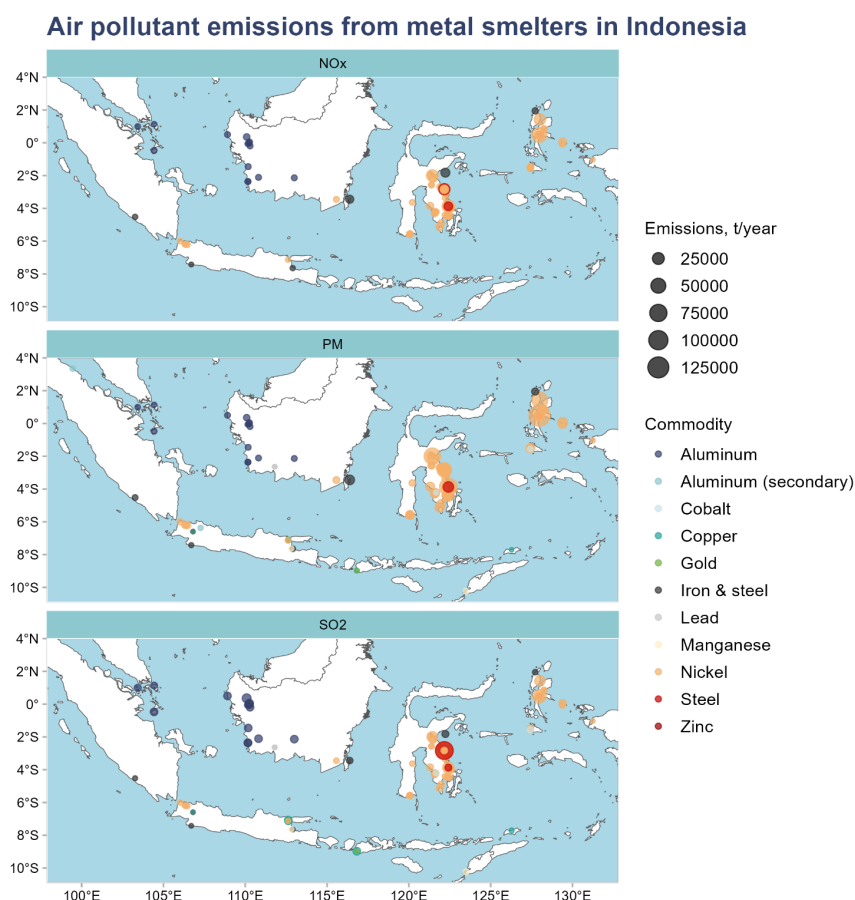 Air pollutant emissions from metal smelters in Indonesia
NOx
4°N
2°N
0°
2°S
4°S
6°S
8°S
10°S
PM
4°N
2°N
0°
2°S
4°S
6°S
8°S
10°S
SO2
4°N
2°N
0°
2°S
4°S
6°S
8°S
10°S
100°E 105°E 110°E 115°E 120°E 125°E 130°E
Emissions, t/year
25000
50000
75000
100000
125000
Commodity
Aluminum
Aluminum (secondary)
Cobalt
Copper
Gold
Iron & steel
Lead
Manganese
Nickel
Steel
Zinc